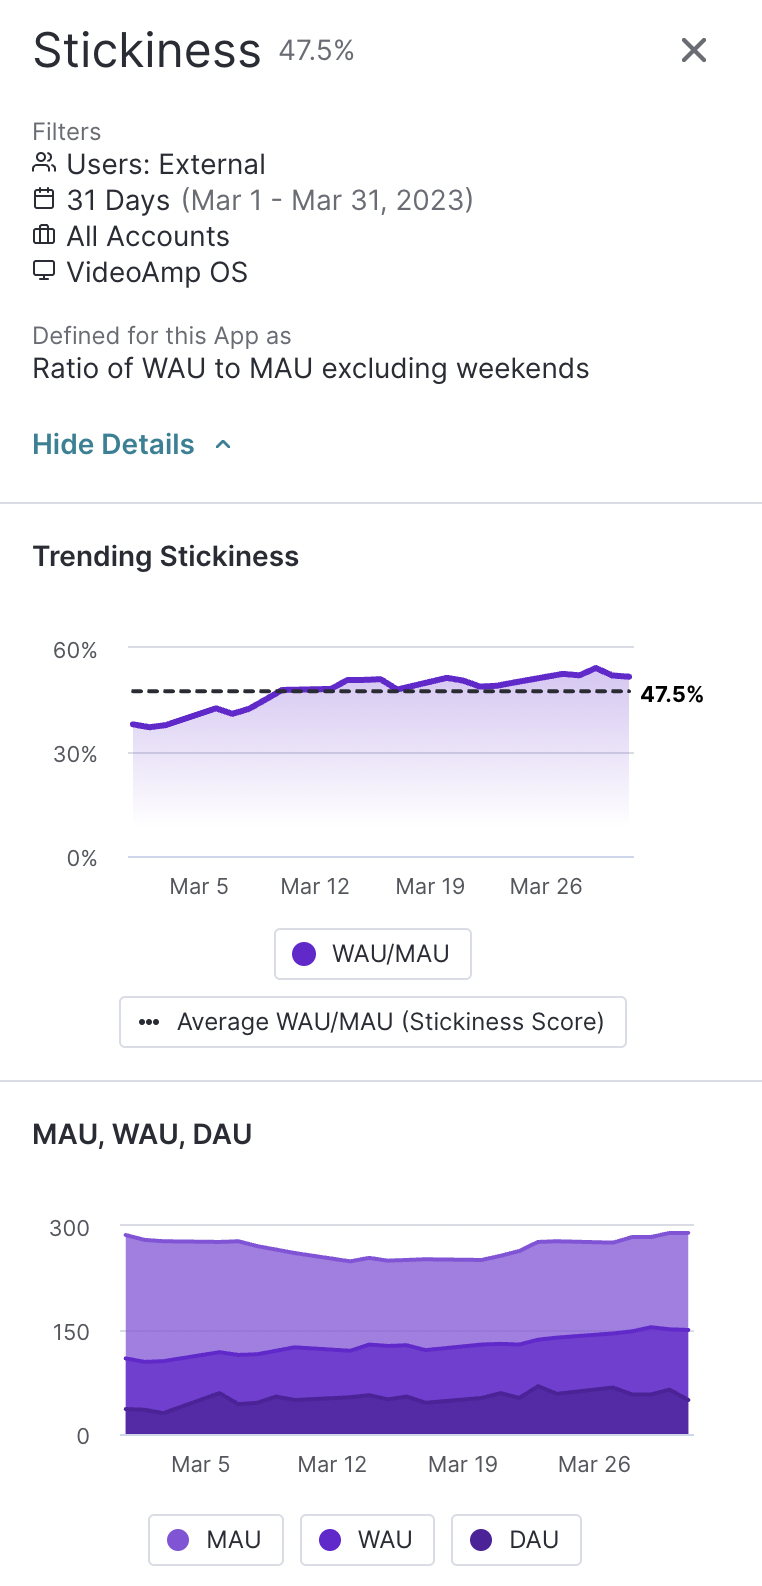 Stickiness 47.5%
Filters
Users: External
31 Days (Mar 1 - Mar 31, 2023)
All Accounts
VideoAmp OS
Defined for this App as
Ratio of WAU to MAU excluding weekends
Hide Details
Trending Stickiness
60%
47.5%
30%
0%
Mar 5 Mar 12 Mar 19 Mar 26
WAU/MAU
Average WAU/MAU (Stickiness Score)
MAU, WAU, DAU
300
150
0
Mar 5 Mar 12 Mar 19 Mar 26
MAU WAU DAU